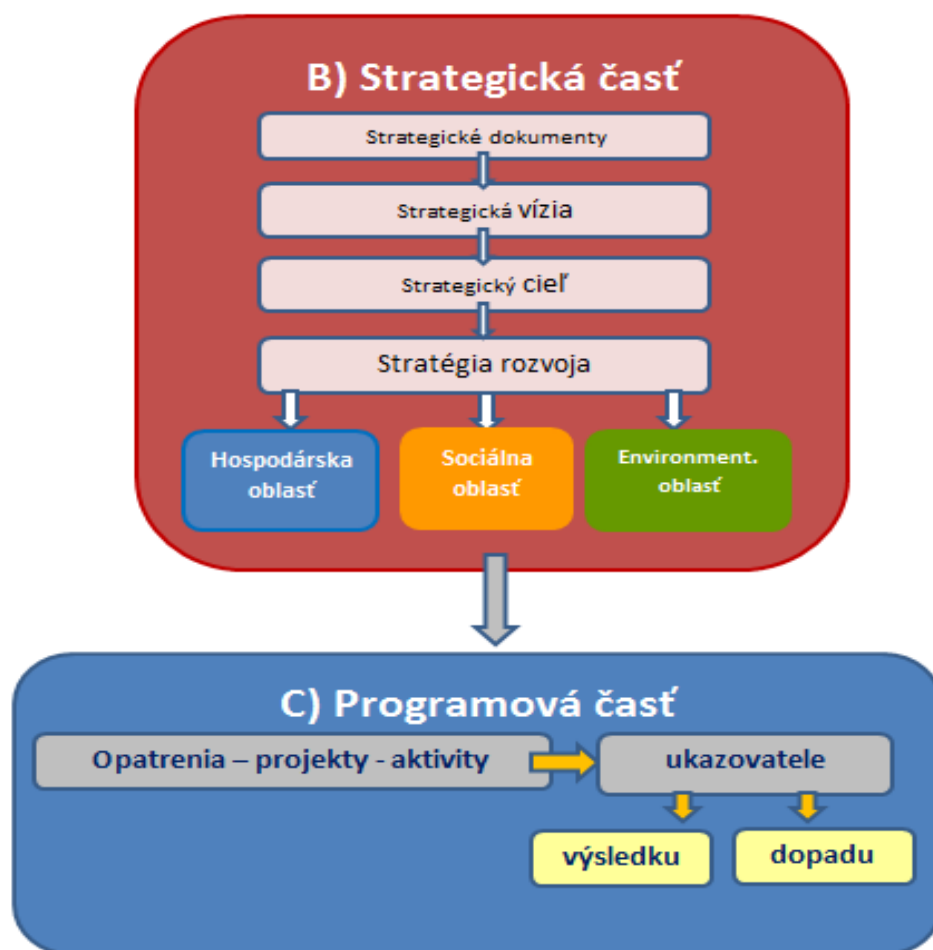 B) Strategická časť
Strategické dokumenty
Strategická vízia
Strategický cieľ
Stratégia rozvoja
Hospodárska
oblasť
Sociálna
oblasť
Environment.
oblasť
C) Programová časť
Opatrenia – projekty - aktivity
ukazovatele
výsledku
dopadu